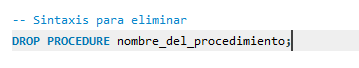 -- Sintaxis para eliminar
DROP PROCEDURE nombre_del_procedimiento;